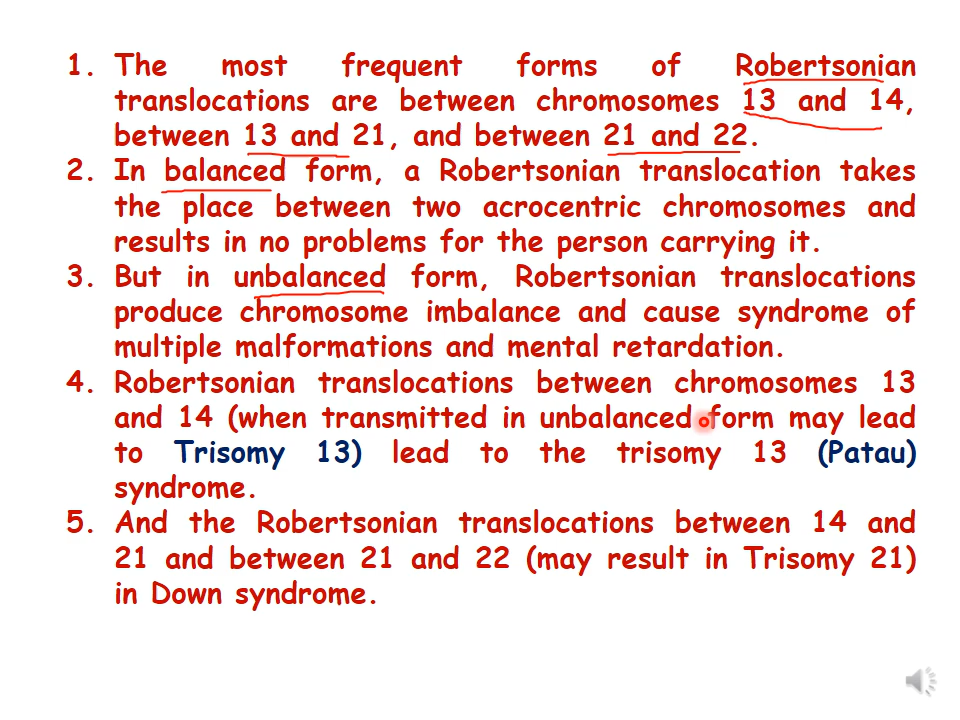 1. The most frequent forms of Robertsonian
translocations are between chromosomes 13 and 14,
between 13 and 21, and between 21 and 22.
2. In balanced form, a Robertsonian translocation takes
the place between two acrocentric chromosomes and
results in no problems for the person carrying it.
3. But in unbalanced form, Robertsonian translocations
produce chromosome imbalance and cause syndrome of
multiple malformations and mental retardation.
4. Robertsonian translocations between chromosomes 13
and 14 (when transmitted in unbalanced form may lead
to Trisomy 13) lead to the trisomy 13 (Patau)
syndrome.
5. And the Robertsonian translocations between 14 and
21 and between 21 and 22 (may result in Trisomy 21)
in Down syndrome.